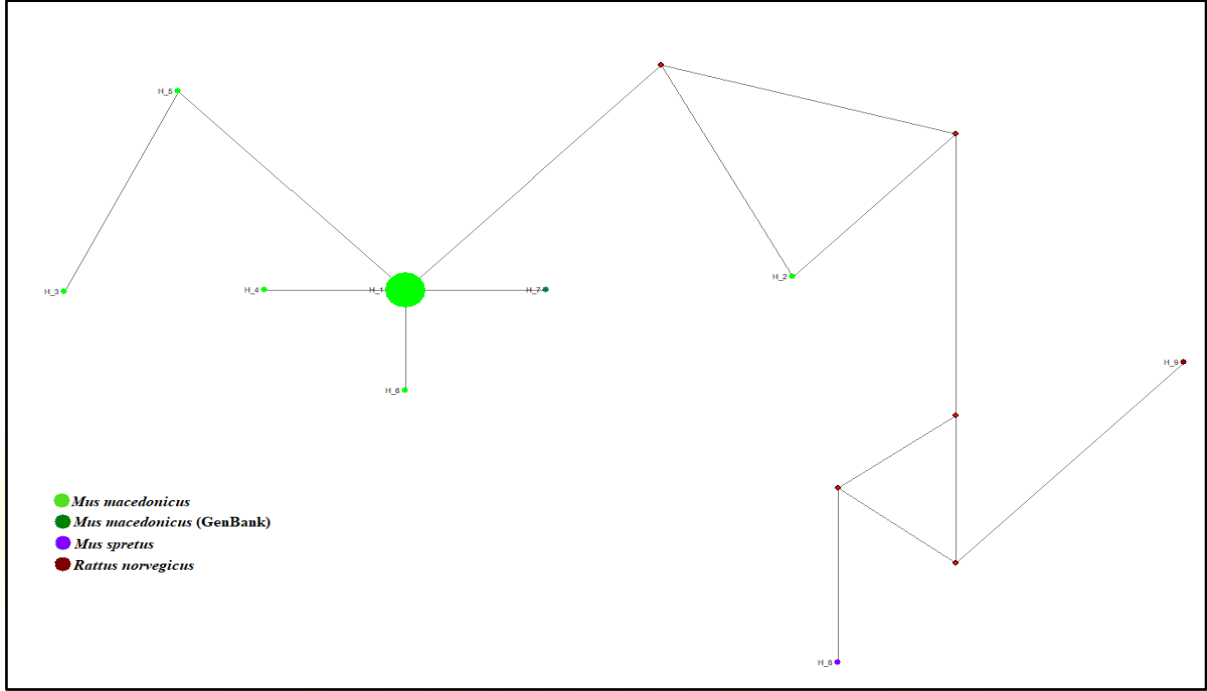 H_5
H_2
H_3
H_4
H_1
H_7
H_9
H_6
Mus macedonicus
Mus macedonicus (GenBank)
Mus spretus
Rattus norvegicus
H_8